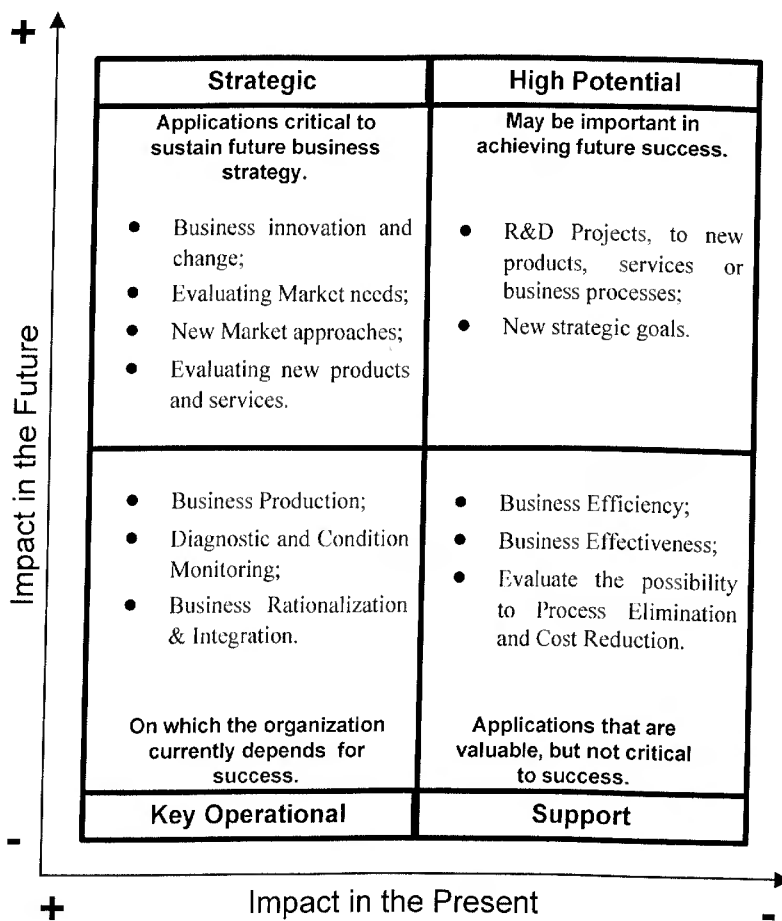 +
Impact in the Future
Strategic
Applications critical to
sustain future business
strategy.
● Business innovation and
change;
● Evaluating Market needs;
● New Market approaches;
● Evaluating new products
and services.
High Potential
May be important in
achieving future success.
● R&D Projects, to new
products, services or
business processes;
● New strategic goals.
● Business Production;
● Diagnostic and Condition
Monitoring;
● Business Rationalization
& Integration.
On which the organization
currently depends for
success.
Key Operational
● Business Efficiency;
● Business Effectiveness;
● Evaluate the possibility
to Process Elimination
and Cost Reduction.
Applications that are
valuable, but not critical
to success.
Support
-
+
Impact in the Present
-